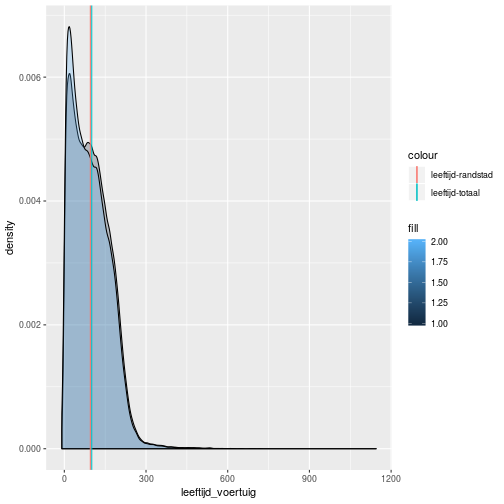 0.006
0.004
0.002
0.000
density
0
300
600
900
1200
leeftijd_voertuig
colour
leeftijd-randstad
leeftijd-totaal
fill
2.00
1.75
1.50
1.25
1.00